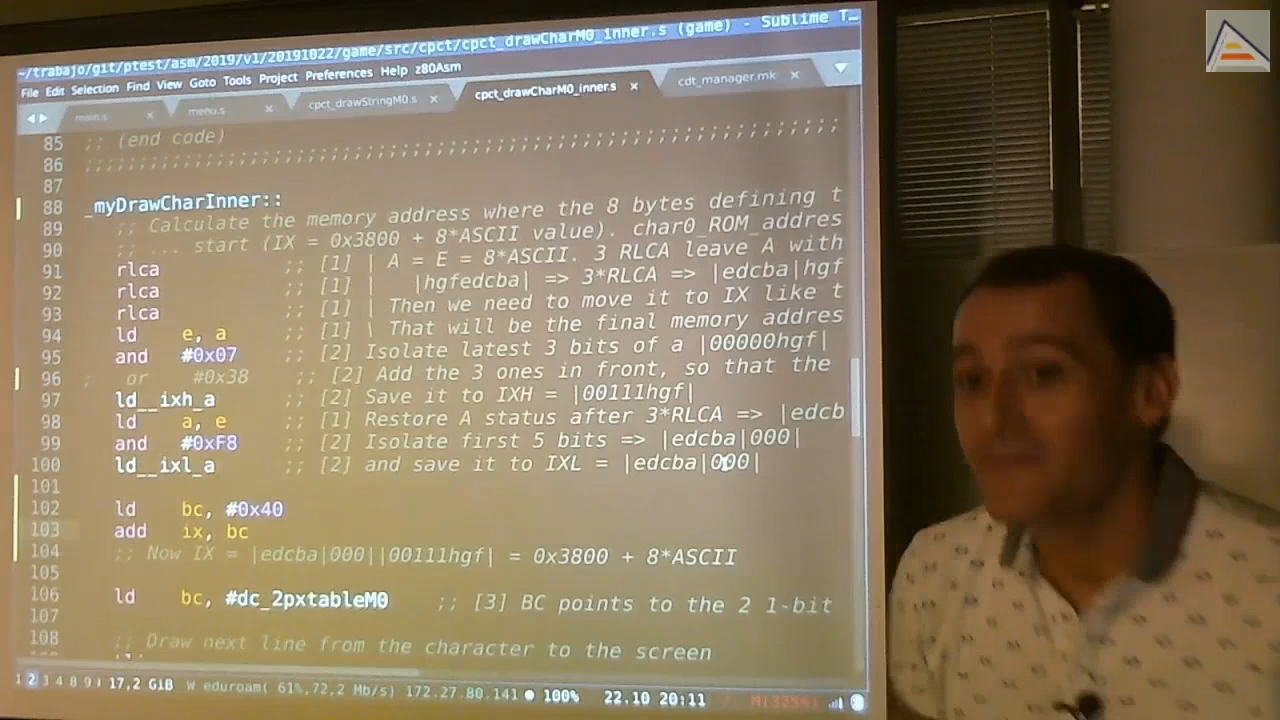 ~/trabajo/git/ptest/asm/2019/v1/20191022/game/src/cpct/cpct_drawCharM0_inner.s (game) - Sublime T…
File Edit Selection Find View Goto Tools Project Preferences Help z80Asm
main.s × menu.s × cpct_drawStringM0.s × cpct_drawCharM0_inner.s × cdt_manager.mk ×
85 ;; (end code)
86 ;;;;;;;;;;;;;;;;;;;;;;;;;;;;;;;;;;;;;;;;;;;;;;;;;;;;;;;;;;;;;;;;;;;;
87
88 _myDrawCharInner::
89 ;; Calculate the memory address where the 8 bytes defining t
90 ;; ... start (IX = 0x3800 + 8*ASCII value). char0_ROM_addres
91 rlca ;; [1] | A = E = 8*ASCII. 3 RLCA leave A with
92 rlca ;; [1] | |hgfedcba| => 3*RLCA => |edcba|hgf
93 rlca ;; [1] | Then we need to move it to IX like t
94 ld e, a ;; [1] \ That will be the final memory addres
95 and #0x07 ;; [2] Isolate latest 3 bits of a |00000hgf|
96 ; or #0x38 ;; [2] Add the 3 ones in front, so that the
97 ld__ixh_a ;; [2] Save it to IXH = |00111hgf|
98 ld a, e ;; [1] Restore A status after 3*RLCA => |edcb
99 and #0xF8 ;; [2] Isolate first 5 bits => |edcba|000|
100 ld__ixl_a ;; [2] and save it to IXL = |edcba|000|
101
102 ld bc, #0x40
103 add ix, bc
104 ;; Now IX = |edcba|000||00111hgf| = 0x3800 + 8*ASCII
105
106 ld bc, #dc_2pxtableM0 ;; [3] BC points to the 2 1-bit
107
108 ;; Draw next line from the character to the screen
1 2 3 4 8 9 17,2 GiB W eduroam( 61%,72,2 Mb/s) 172.27.80.141 100% 22.10 20:11